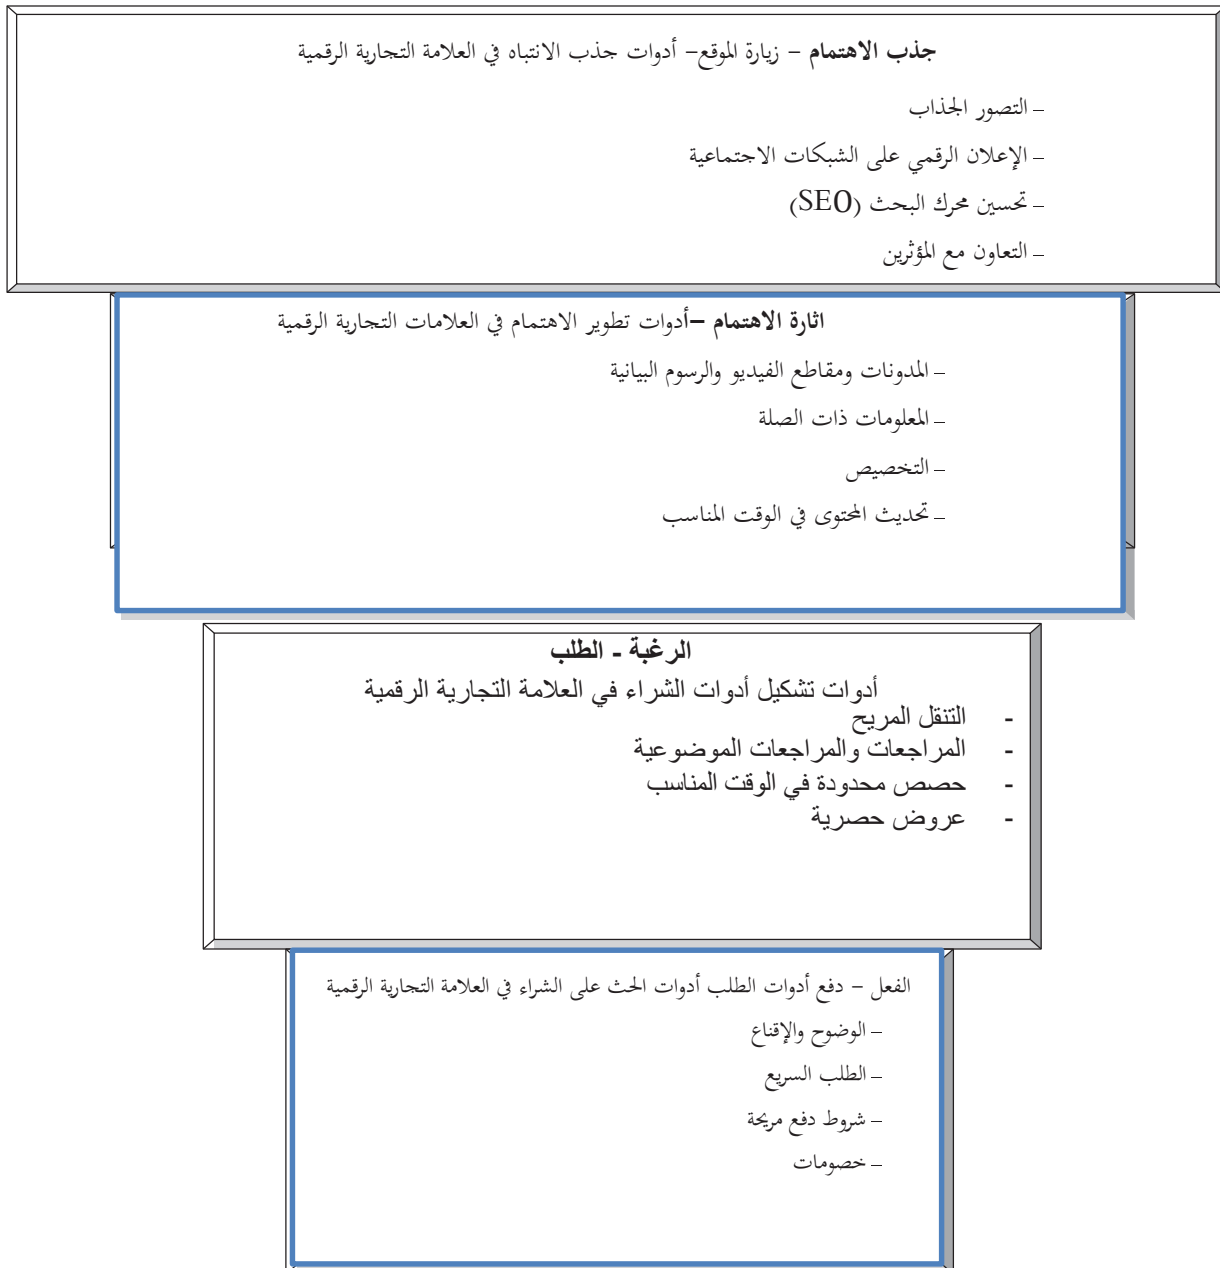 جذب الاهتمام – زيارة الموقع– أدوات جذب الانتباه في العلامة التجارية الرقمية
– التصور الجذاب
– الإعلان الرقمي على الشبكات الاجتماعية
– تحسين محرك البحث (SEO)
– التعاون مع المؤثرين
اثارة الاهتمام –أدوات تطوير الاهتمام في العلامات التجارية الرقمية
– المدونات ومقاطع الفيديو والرسوم البيانية
– المعلومات ذات الصلة
– التخصيص
– تحديث المحتوى في الوقت المناسب
الرغبة - الطلب
أدوات تشكيل أدوات الشراء في العلامة التجارية الرقمية
- التنقل المريح
- المراجعات والمراجعات الموضوعية
- حصص محدودة في الوقت المناسب
- عروض حصرية
الفعل – دفع أدوات الطلب أدوات الحث على الشراء في العلامة التجارية الرقمية
– الوضوح والإقناع
– الطلب السريع
– شروط دفع مريحة
– خصومات